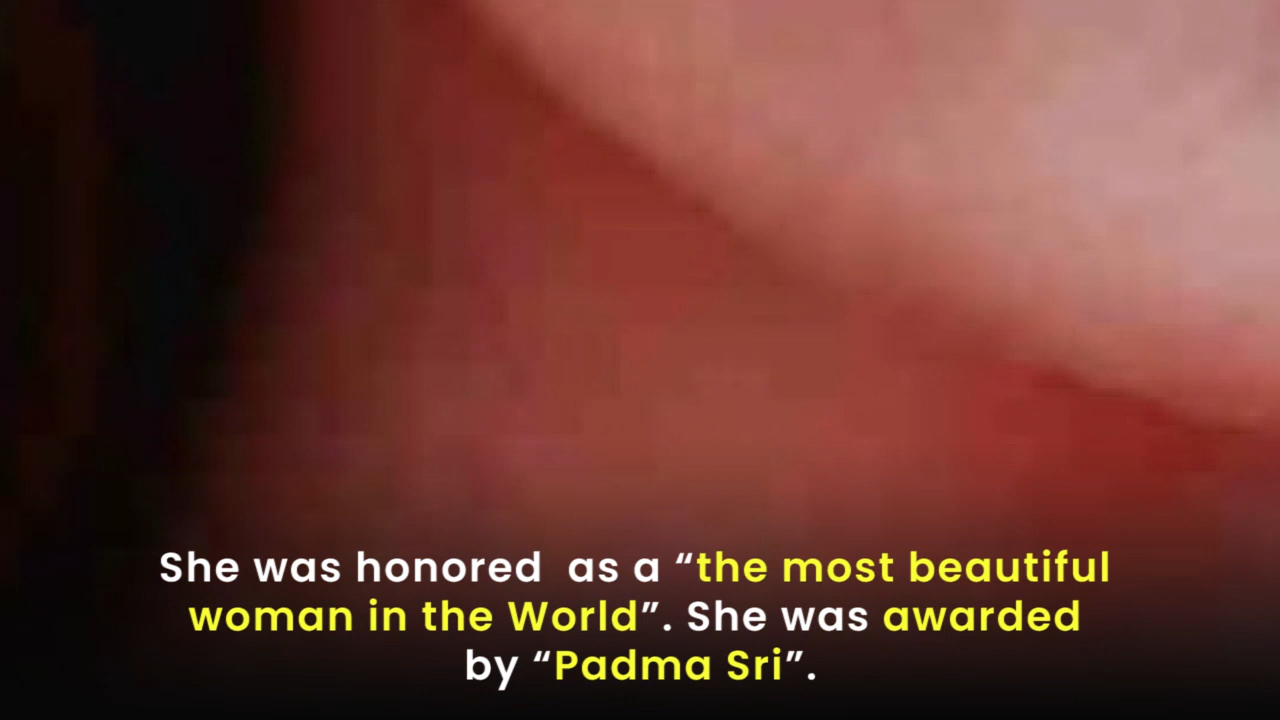 She was honored  as a “the most beautiful
woman in the World”. She was awarded
by “Padma Sri”.